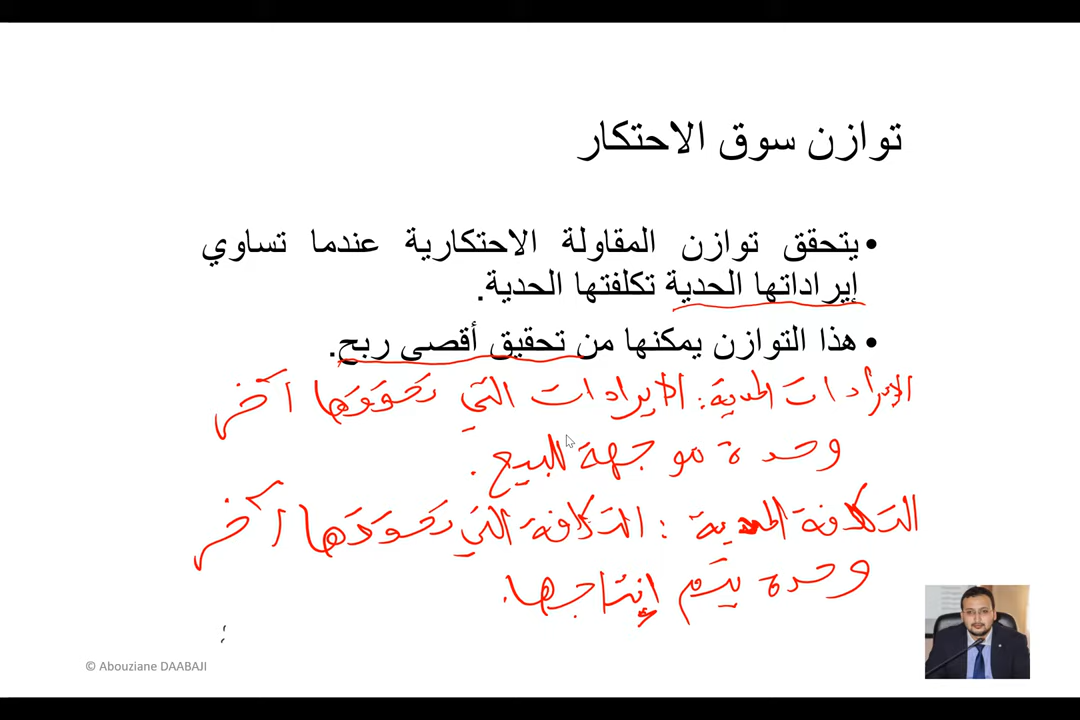 توازن سوق الاحتكار
• يتحقق توازن المقاولة الاحتكارية عندما تساوي
إيراداتها الحدية تكلفتها الحدية.
• هذا التوازن يمكنها من تحقيق أقصى ربح.
الإيرادات الحدية: الإيرادات التي تحققها آخر
وحدة موجهة للبيع.
التكلفة الحدية: التكلفة التي تحققها آخر
وحدة يتم إنتاجها.
© Abouziane DAABAJI